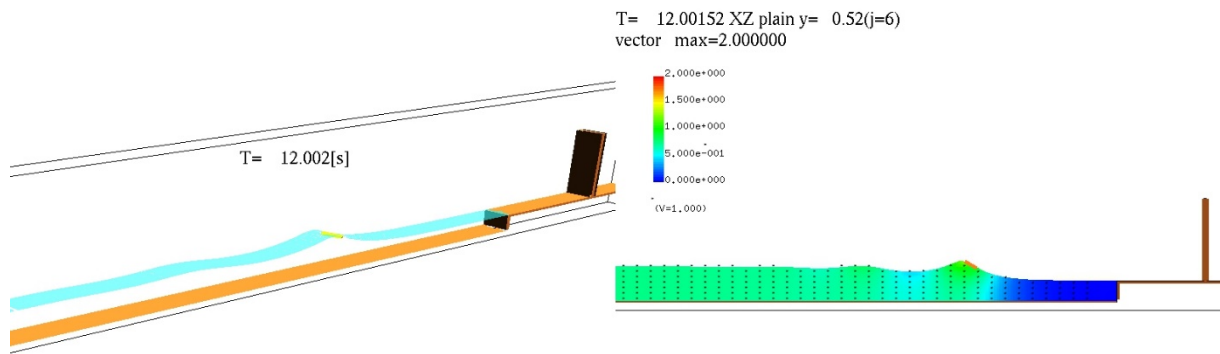 T= 12.002[s]
T= 12.00152 XZ plain y= 0.52(j=6)
vector max=2.000000
2.000e+000
1.500e+000
1.000e+000
5.000e-001
0.000e+000
(V=1.000)